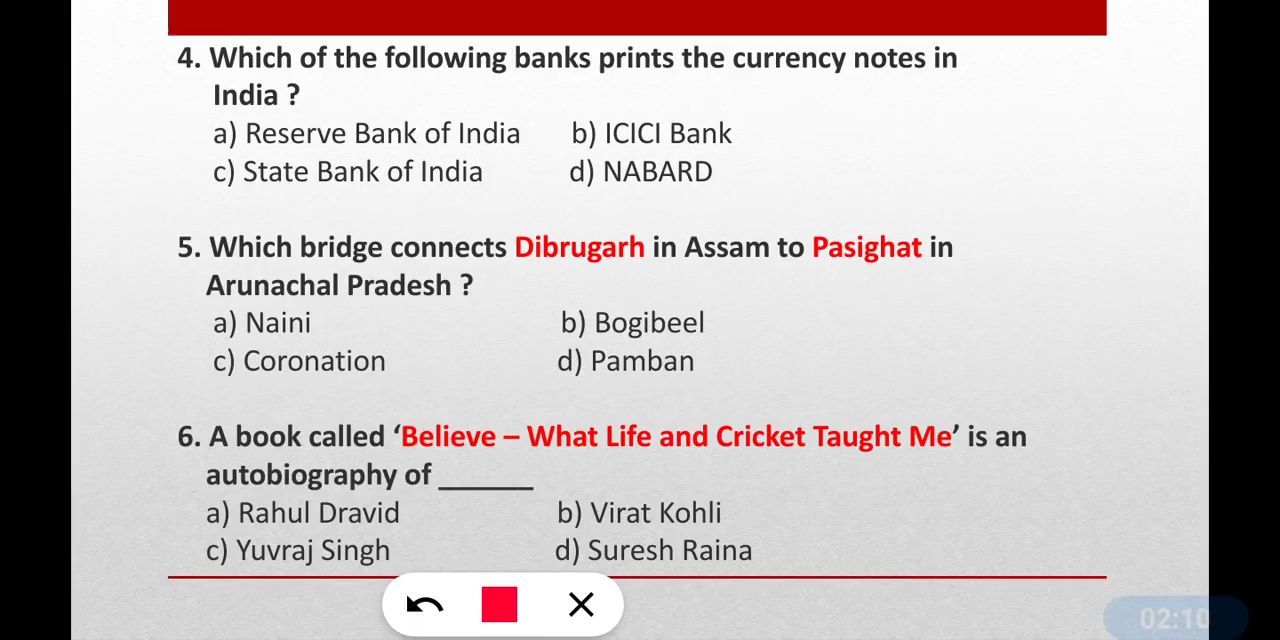 4. Which of the following banks prints the currency notes in
India ?
a) Reserve Bank of India b) ICICI Bank
c) State Bank of India d) NABARD
5. Which bridge connects Dibrugarh in Assam to Pasighat in
Arunachal Pradesh ?
a) Naini b) Bogibeel
c) Coronation d) Pamban
6. A book called ‘Believe – What Life and Cricket Taught Me’ is an
autobiography of ______
a) Rahul Dravid b) Virat Kohli
c) Yuvraj Singh d) Suresh Raina
02:10